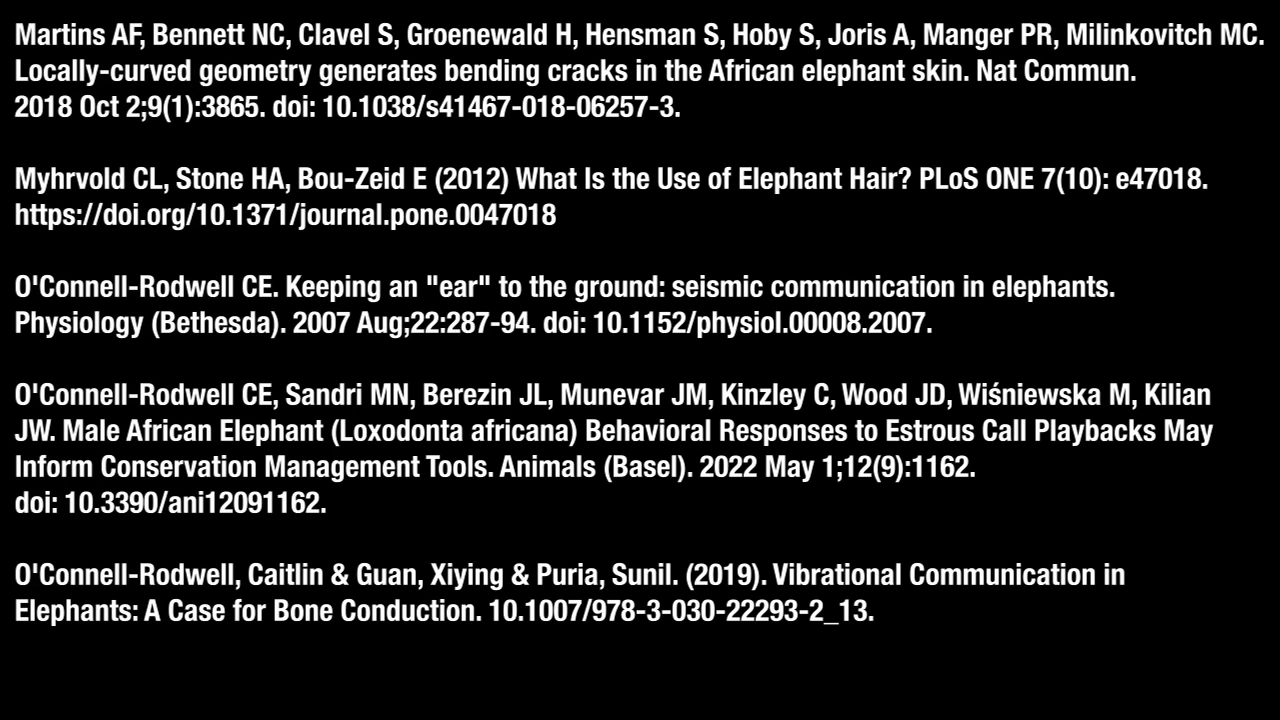 Martins AF, Bennett NC, Clavel S, Groenewald H, Hensman S, Hoby S, Joris A, Manger PR, Milinkovitch MC.
Locally-curved geometry generates bending cracks in the African elephant skin. Nat Commun.
2018 Oct 2;9(1):3865. doi: 10.1038/s41467-018-06257-3.
Myhrvold CL, Stone HA, Bou-Zeid E (2012) What Is the Use of Elephant Hair? PLoS ONE 7(10): e47018.
https://doi.org/10.1371/journal.pone.0047018
O'Connell-Rodwell CE. Keeping an "ear" to the ground: seismic communication in elephants.
Physiology (Bethesda). 2007 Aug;22:287-94. doi: 10.1152/physiol.00008.2007.
O'Connell-Rodwell CE, Sandri MN, Berezin JL, Munevar JM, Kinzley C, Wood JD, Wiśniewska M, Kilian
JW. Male African Elephant (Loxodonta africana) Behavioral Responses to Estrous Call Playbacks May
Inform Conservation Management Tools. Animals (Basel). 2022 May 1;12(9):1162.
doi: 10.3390/ani12091162.
O'Connell-Rodwell, Caitlin & Guan, Xiying & Puria, Sunil. (2019). Vibrational Communication in
Elephants: A Case for Bone Conduction. 10.1007/978-3-030-22293-2_13.